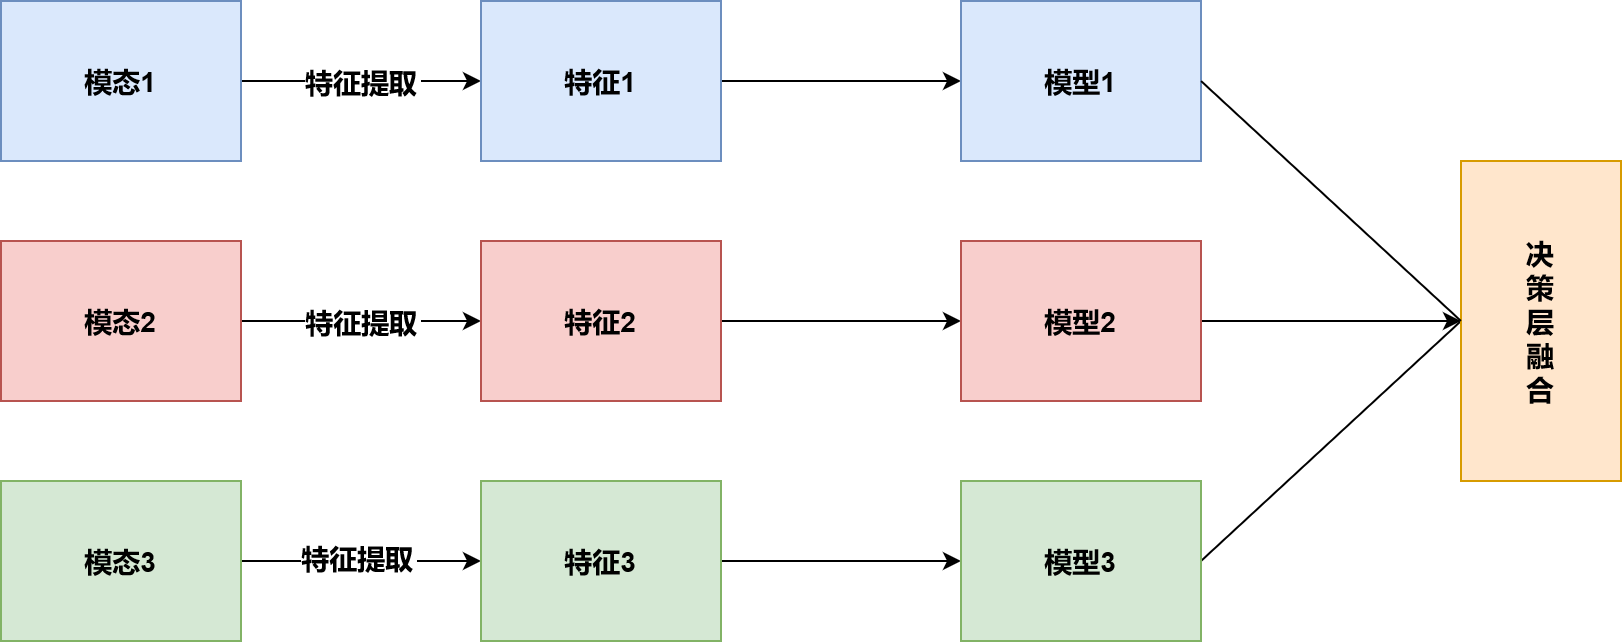 模态1
特征提取
特征1
模型1
模态2
特征提取
特征2
模型2
模态3
特征提取
特征3
模型3
决
策
层
融
合